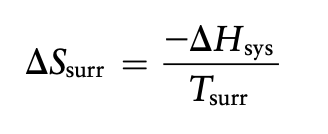 ΔS_surr = −ΔH_sys / T_surr